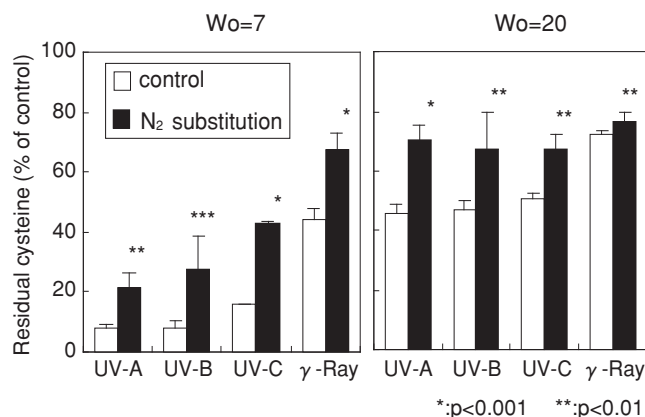 Wo=7
Wo=20
Residual cysteine (% of control)
100
80
60
40
20
0
control
N₂ substitution
**
***
*
*
*
**
**
**
UV-A UV-B UV-C γ-Ray
UV-A UV-B UV-C γ-Ray
*:p<0.001 **:p<0.01